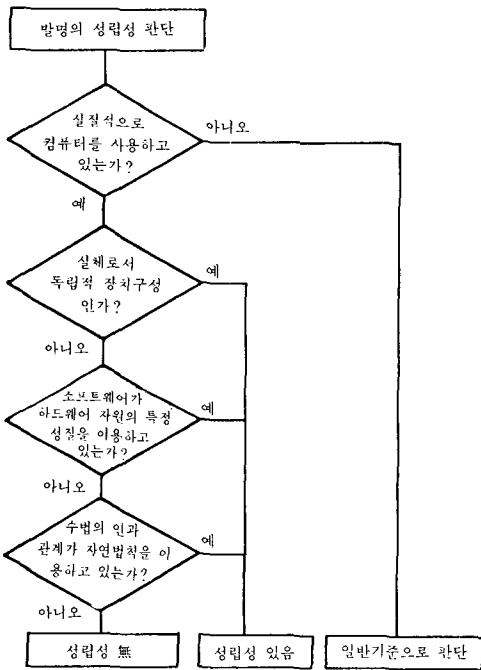 발명의 성립성 판단
실질적으로
컴퓨터를 사용하고
있는가?
아니오
예
실체로서
독립적 장치구성
인가?
예
아니오
소프트웨어가
하드웨어 자원의 특정
성질을 이용하고
있는가?
예
아니오
수법의 인과
관계가 자연법칙을 이
용하고 있는가?
예
아니오
성립성 無
성립성 있음
일반기준으로 판단